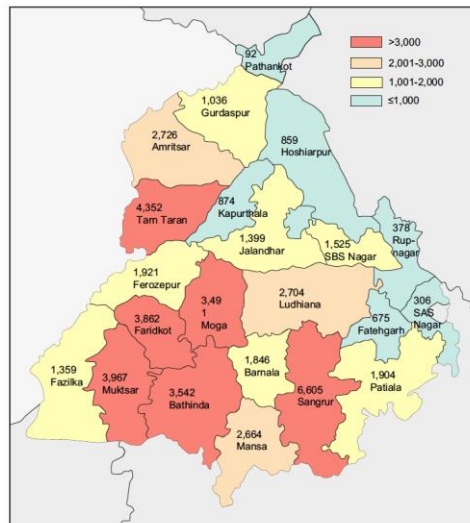 92
Pathankot
>3,000
2,001-3,000
1,001-2,000
≤1,000
1,036
Gurdaspur
2,726
Amritsar
859
Hoshiarpur
4,352
Tarn Taran
874
Kapurthala
378
Rup-
nagar
1,399
Jalandhar
1,525
SBS Nagar
1,921
Ferozepur
3,49
1
Moga
2,704
Ludhiana
306
SAS
Nagar
675
Fatehgarh
3,862
Faridkot
1,359
Fazilka
3,967
Muktsar
3,542
Bathinda
1,846
Barnala
6,605
Sangrur
1,904
Patiala
2,664
Mansa